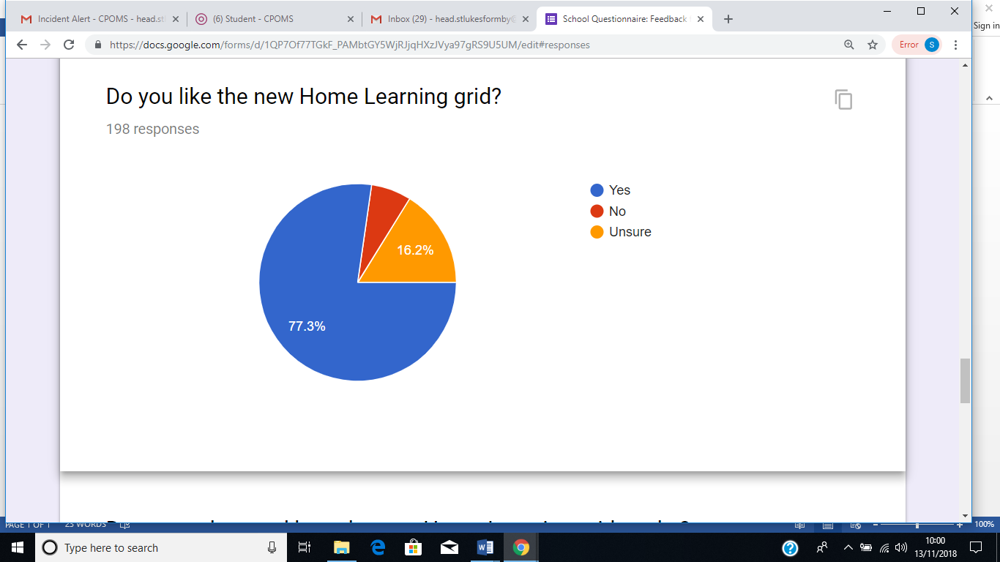 Incident Alert - CPOMS - head.st
(6) Student - CPOMS
Inbox (29) - head.stlukesformby@
School Questionnaire: Feedback
Sign in
https://docs.google.com/forms/d/1QP7Of77TGkF_PAMbtGY5WjRJjqHXzJVya97gRS9U5UM/edit#responses
Error S
Do you like the new Home Learning grid?
198 responses
Yes
No
Unsure
16.2%
77.3%
PAGE 1 OF 1 25 WORDS
100%
Type here to search
10:00
13/11/2018